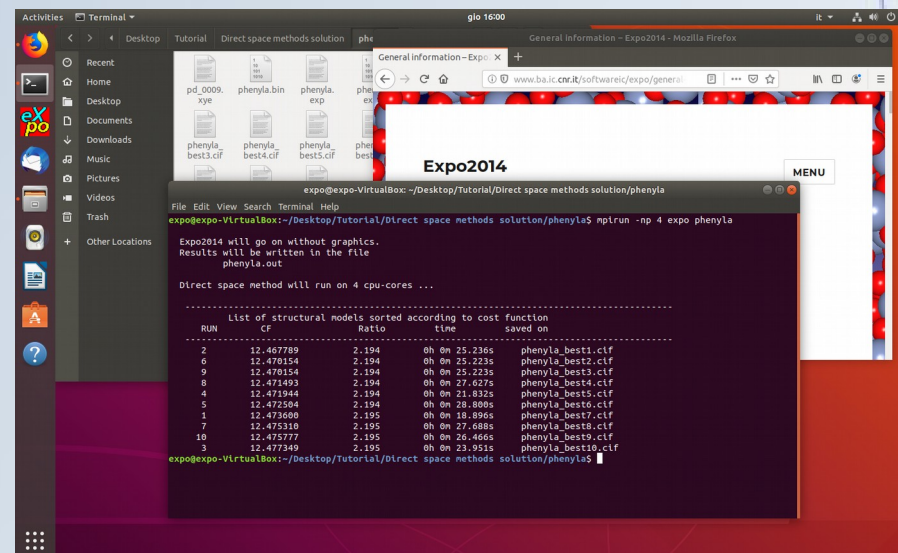 Activities Terminal ▾ gio 16:00 it ▾
Desktop Tutorial Direct space methods solution phe
Recent
Home
Desktop
Documents
Downloads
Music
Pictures
Videos
Trash
+ Other Locations
eXpo
pd_0009.xye
phenyla.bin
phenyla.exp
phenyla_best3.cif
phenyla_best4.cif
phenyla_best5.cif
General information – Expo2014 - Mozilla Firefox
General information – Expo × +
www.ba.ic.cnr.it/softwareic/expo/general
Expo2014
MENU
expo@expo-VirtualBox: ~/Desktop/Tutorial/Direct space methods solution/phenyla
File Edit View Search Terminal Help
expo@expo-VirtualBox:~/Desktop/Tutorial/Direct space methods solution/phenyla$ mpirun -np 4 expo phenyla
Expo2014 will go on without graphics.
Results will be written in the file
phenyla.out
Direct space method will run on 4 cpu-cores ...
--------------------------------------------------
List of structural models sorted according to cost function
RUN CF Ratio time saved on
--------------------------------------------------
2 12.467789 2.194 0h 0m 25.236s phenyla_best1.cif
6 12.470154 2.194 0h 0m 25.223s phenyla_best2.cif
9 12.470154 2.194 0h 0m 25.223s phenyla_best3.cif
8 12.471493 2.194 0h 0m 27.627s phenyla_best4.cif
4 12.471944 2.194 0h 0m 21.832s phenyla_best5.cif
5 12.472504 2.194 0h 0m 28.800s phenyla_best6.cif
1 12.473600 2.195 0h 0m 18.896s phenyla_best7.cif
7 12.475310 2.195 0h 0m 27.688s phenyla_best8.cif
10 12.475777 2.195 0h 0m 26.466s phenyla_best9.cif
3 12.477349 2.195 0h 0m 23.951s phenyla_best10.cif
expo@expo-VirtualBox:~/Desktop/Tutorial/Direct space methods solution/phenyla$